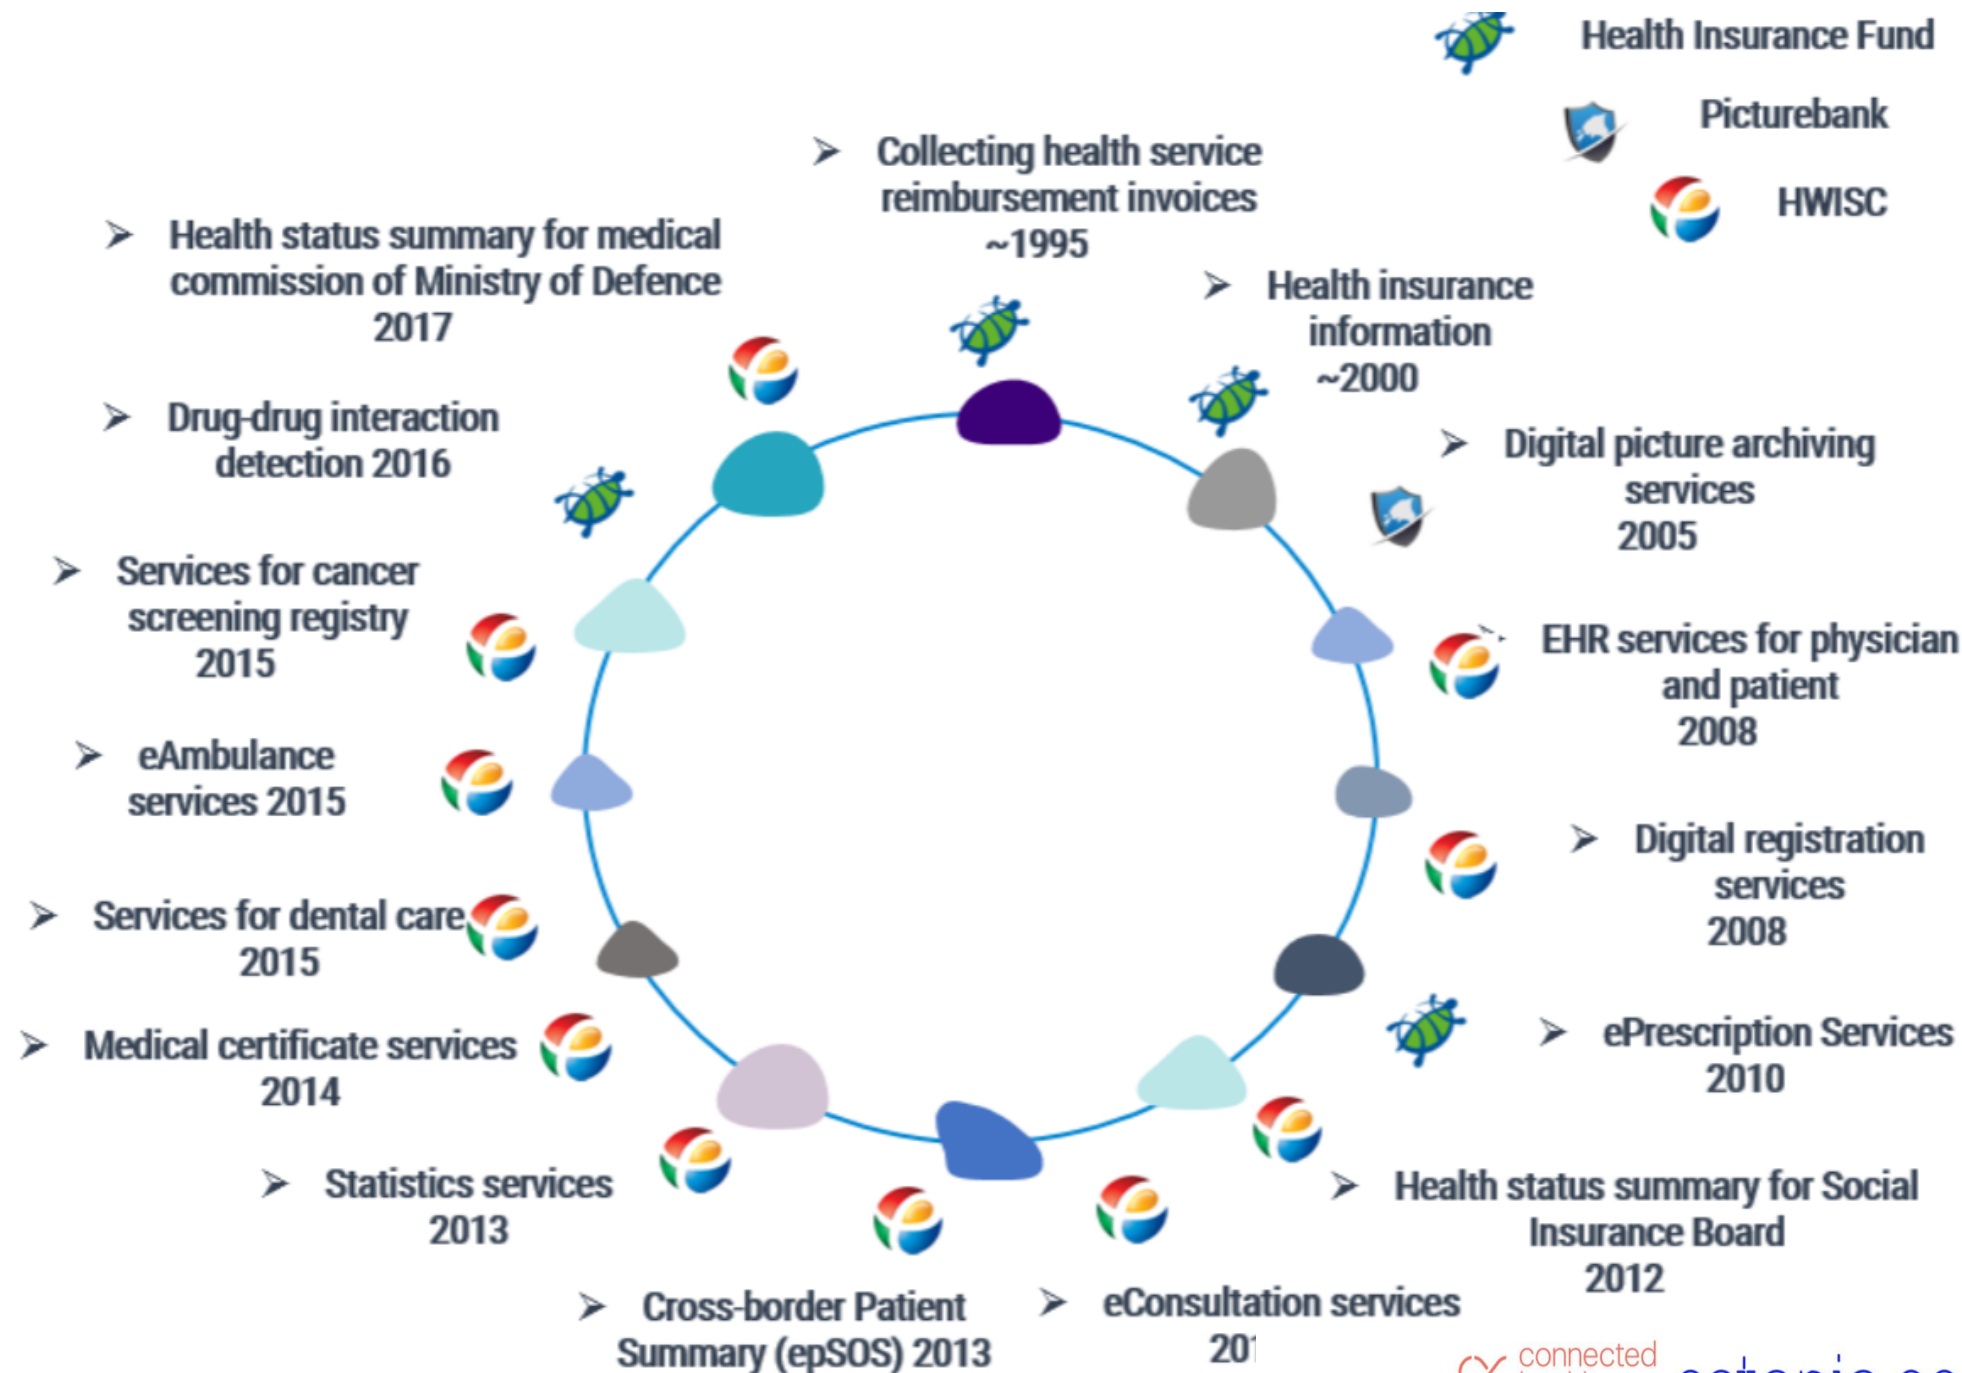 Health Insurance Fund
Picturebank
HWISC
Collecting health service
reimbursement invoices
~1995
Health insurance
information
~2000
Digital picture archiving
services
2005
EHR services for physician
and patient
2008
Digital registration
services
2008
ePrescription Services
2010
Health status summary for Social
Insurance Board
2012
eConsultation services
Cross-border Patient
Summary (epSOS) 2013
Statistics services
2013
Medical certificate services
2014
Services for dental care
2015
eAmbulance
services 2015
Services for cancer
screening registry
2015
Drug-drug interaction
detection 2016
Health status summary for medical
commission of Ministry of Defence
2017
connected